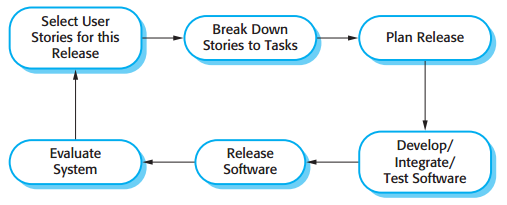 Select User
Stories for this
Release
Break Down
Stories to Tasks
Plan Release
Develop/
Integrate/
Test Software
Release
Software
Evaluate
System